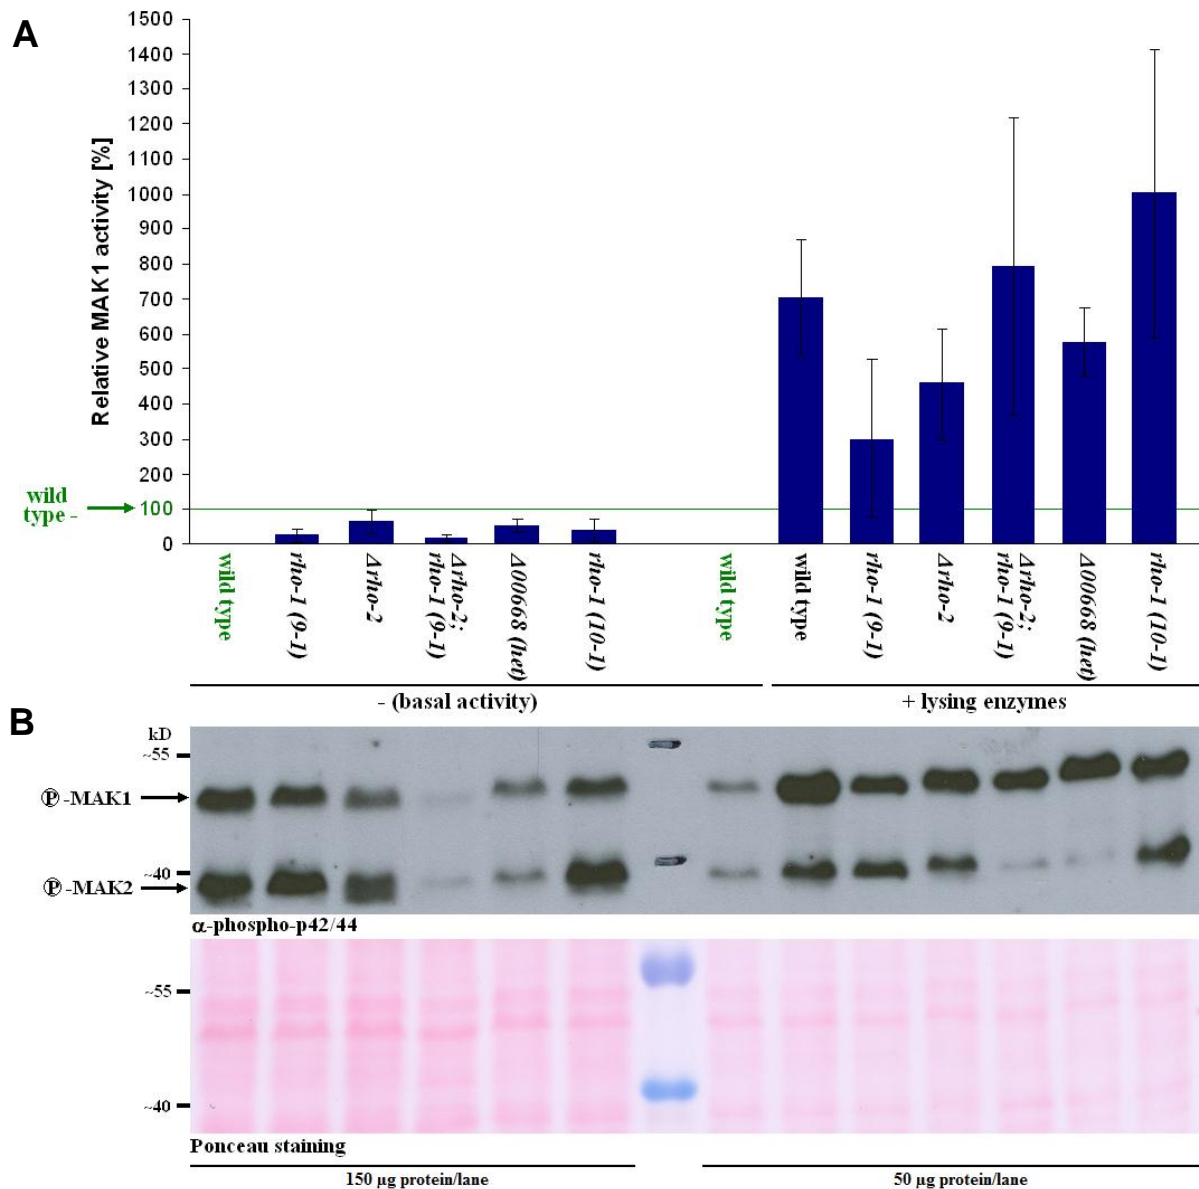 A
Relative MAK1 activity [%]
1500
1400
1300
1200
1100
1000
900
800
700
600
500
400
300
200
100
0
wild
type -
wild type
rho-1 (9-1)
Δrho-2
Δrho-2;
rho-1 (9-1)
Δ00668 (het)
rho-1 (10-1)
wild type
wild type
rho-1 (9-1)
Δrho-2
Δrho-2;
rho-1 (9-1)
Δ00668 (het)
rho-1 (10-1)
- (basal activity)
+ lysing enzymes
B
kD
~55
Ⓟ-MAK1
~40
Ⓟ-MAK2
α-phospho-p42/44
~55
~40
Ponceau staining
150 µg protein/lane
50 µg protein/lane